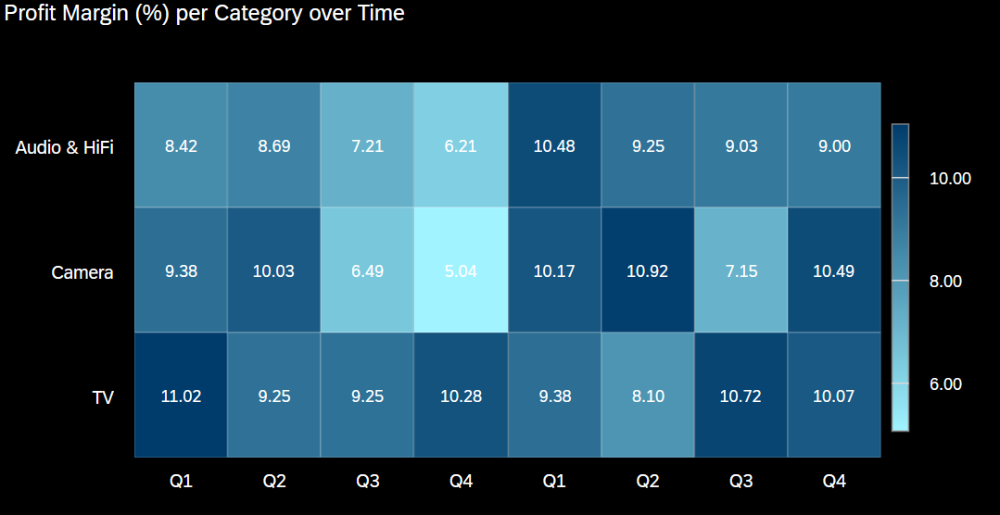 Profit Margin (%) per Category over Time
Audio & HiFi 8.42 8.69 7.21 6.21 10.48 9.25 9.03 9.00
10.00
Camera 9.38 10.03 6.49 5.04 10.17 10.92 7.15 10.49
8.00
6.00
TV 11.02 9.25 9.25 10.28 9.38 8.10 10.72 10.07
Q1 Q2 Q3 Q4 Q1 Q2 Q3 Q4